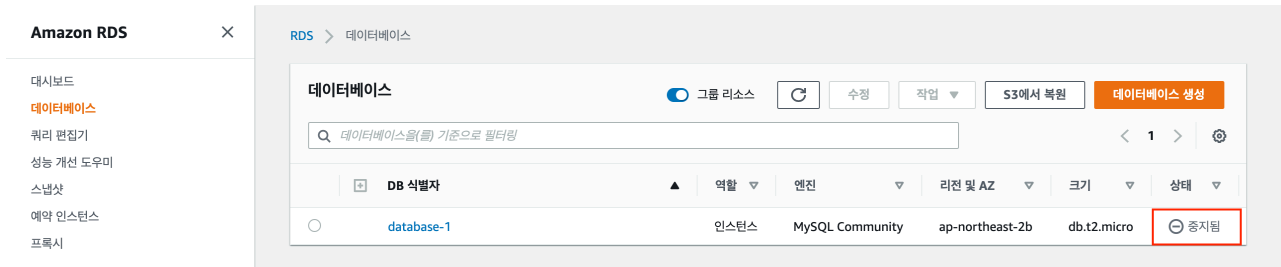 Amazon RDS
대시보드
데이터베이스
쿼리 편집기
성능 개선 도우미
스냅샷
예약 인스턴스
프록시
RDS 데이터베이스
데이터베이스 그룹 리소스 수정 작업 S3에서 복원 데이터베이스 생성
데이터베이스을(를) 기준으로 필터링 1
DB 식별자 역할 엔진 리전 및 AZ 크기 상태
database-1 인스턴스 MySQL Community ap-northeast-2b db.t2.micro 중지됨